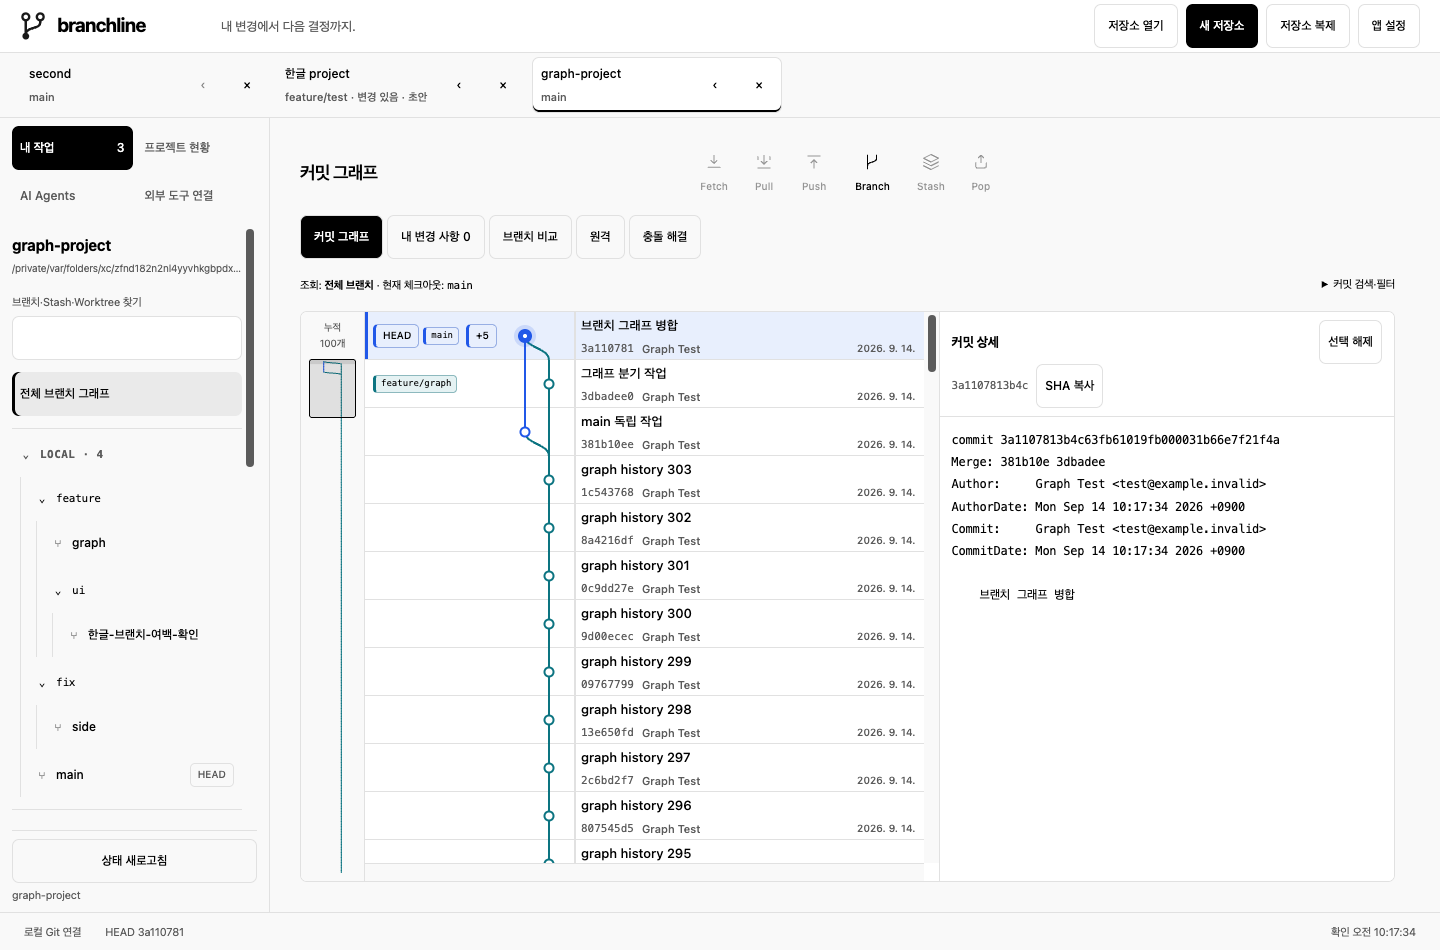 branchline
내 변경에서 다음 결정까지.
저장소 열기
새 저장소
저장소 복제
앱 설정
second
main
한글 project
feature/test · 변경 있음 · 초안
graph-project
main
내 작업 3
프로젝트 현황
AI Agents
외부 도구 연결
graph-project
/private/var/folders/xc/zfnd182n2nl4yyvhkgbpdx...
브랜치·Stash·Worktree 찾기
전체 브랜치 그래프
LOCAL · 4
feature
graph
ui
한글-브랜치-여백-확인
fix
side
main HEAD
상태 새로고침
graph-project
커밋 그래프
Fetch
Pull
Push
Branch
Stash
Pop
커밋 그래프
내 변경 사항 0
브랜치 비교
원격
충돌 해결
조회: 전체 브랜치 · 현재 체크아웃: main
▶ 커밋 검색·필터
누적
100개
HEAD main +5
브랜치 그래프 병합
3a110781 Graph Test 2026. 9. 14.
feature/graph
그래프 분기 작업
3dbadee0 Graph Test 2026. 9. 14.
main 독립 작업
381b10ee Graph Test 2026. 9. 14.
graph history 303
1c543768 Graph Test 2026. 9. 14.
graph history 302
8a4216df Graph Test 2026. 9. 14.
graph history 301
0c9dd27e Graph Test 2026. 9. 14.
graph history 300
9d00ecec Graph Test 2026. 9. 14.
graph history 299
09767799 Graph Test 2026. 9. 14.
graph history 298
13e650fd Graph Test 2026. 9. 14.
graph history 297
2c6bd2f7 Graph Test 2026. 9. 14.
graph history 296
807545d5 Graph Test 2026. 9. 14.
graph history 295
커밋 상세
선택 해제
3a1107813b4c
SHA 복사
commit 3a1107813b4c63fb61019fb000031b66e7f21f4a
Merge: 381b10e 3dbadee
Author: Graph Test <test@example.invalid>
AuthorDate: Mon Sep 14 10:17:34 2026 +0900
Commit: Graph Test <test@example.invalid>
CommitDate: Mon Sep 14 10:17:34 2026 +0900
브랜치 그래프 병합
로컬 Git 연결
HEAD 3a110781
확인 오전 10:17:34